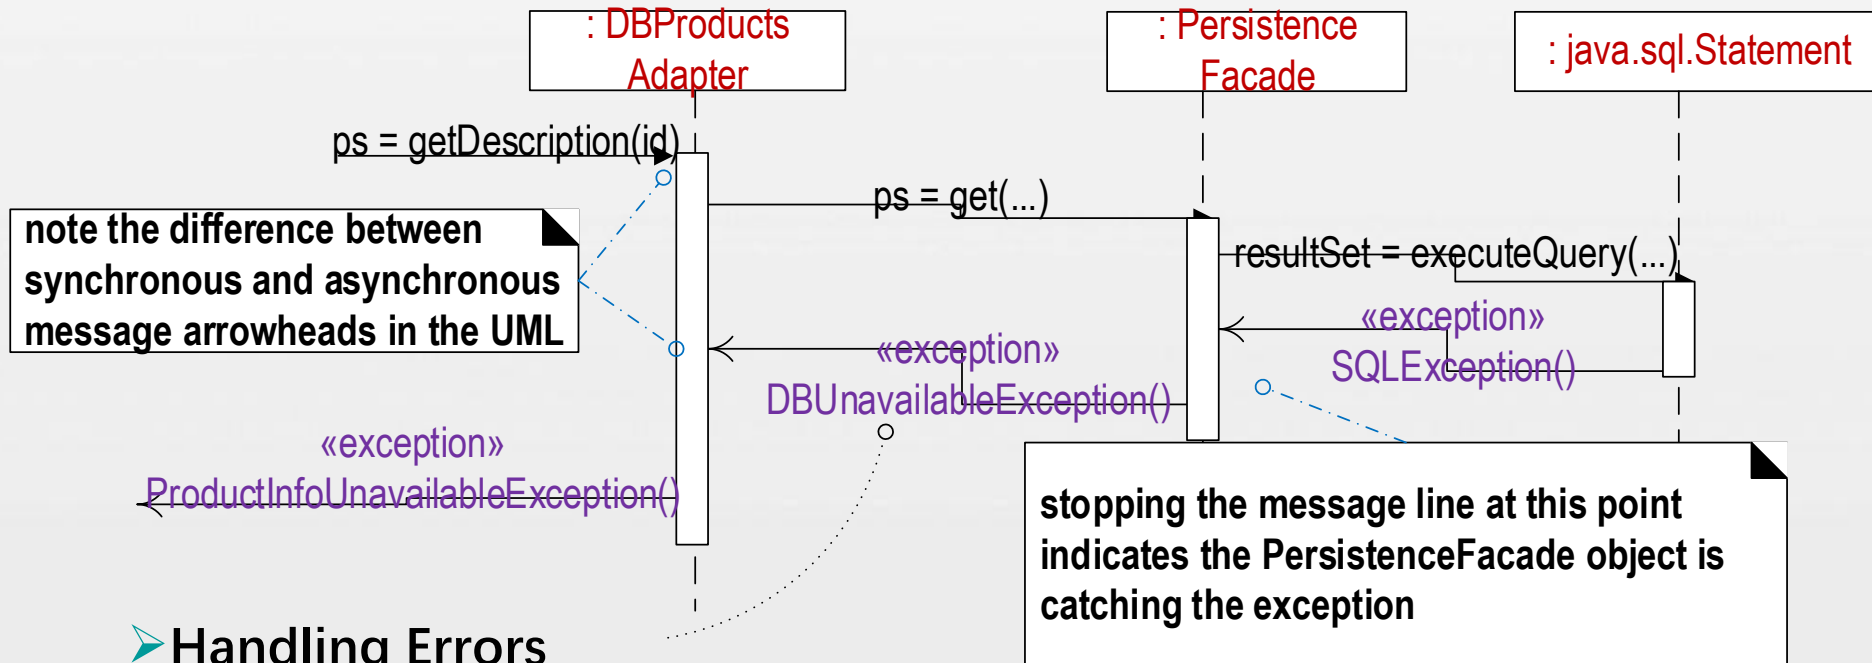 : DBProducts
Adapter
: Persistence
Facade
: java.sql.Statement
ps = getDescription(id)
ps = get(...)
note the difference between
synchronous and asynchronous
message arrowheads in the UML
resultSet = executeQuery(...)
«exception»
SQLException()
«exception»
DBUnavailableException()
«exception»
ProductInfoUnavailableException()
stopping the message line at this point
indicates the PersistenceFacade object is
catching the exception
Handling Errors